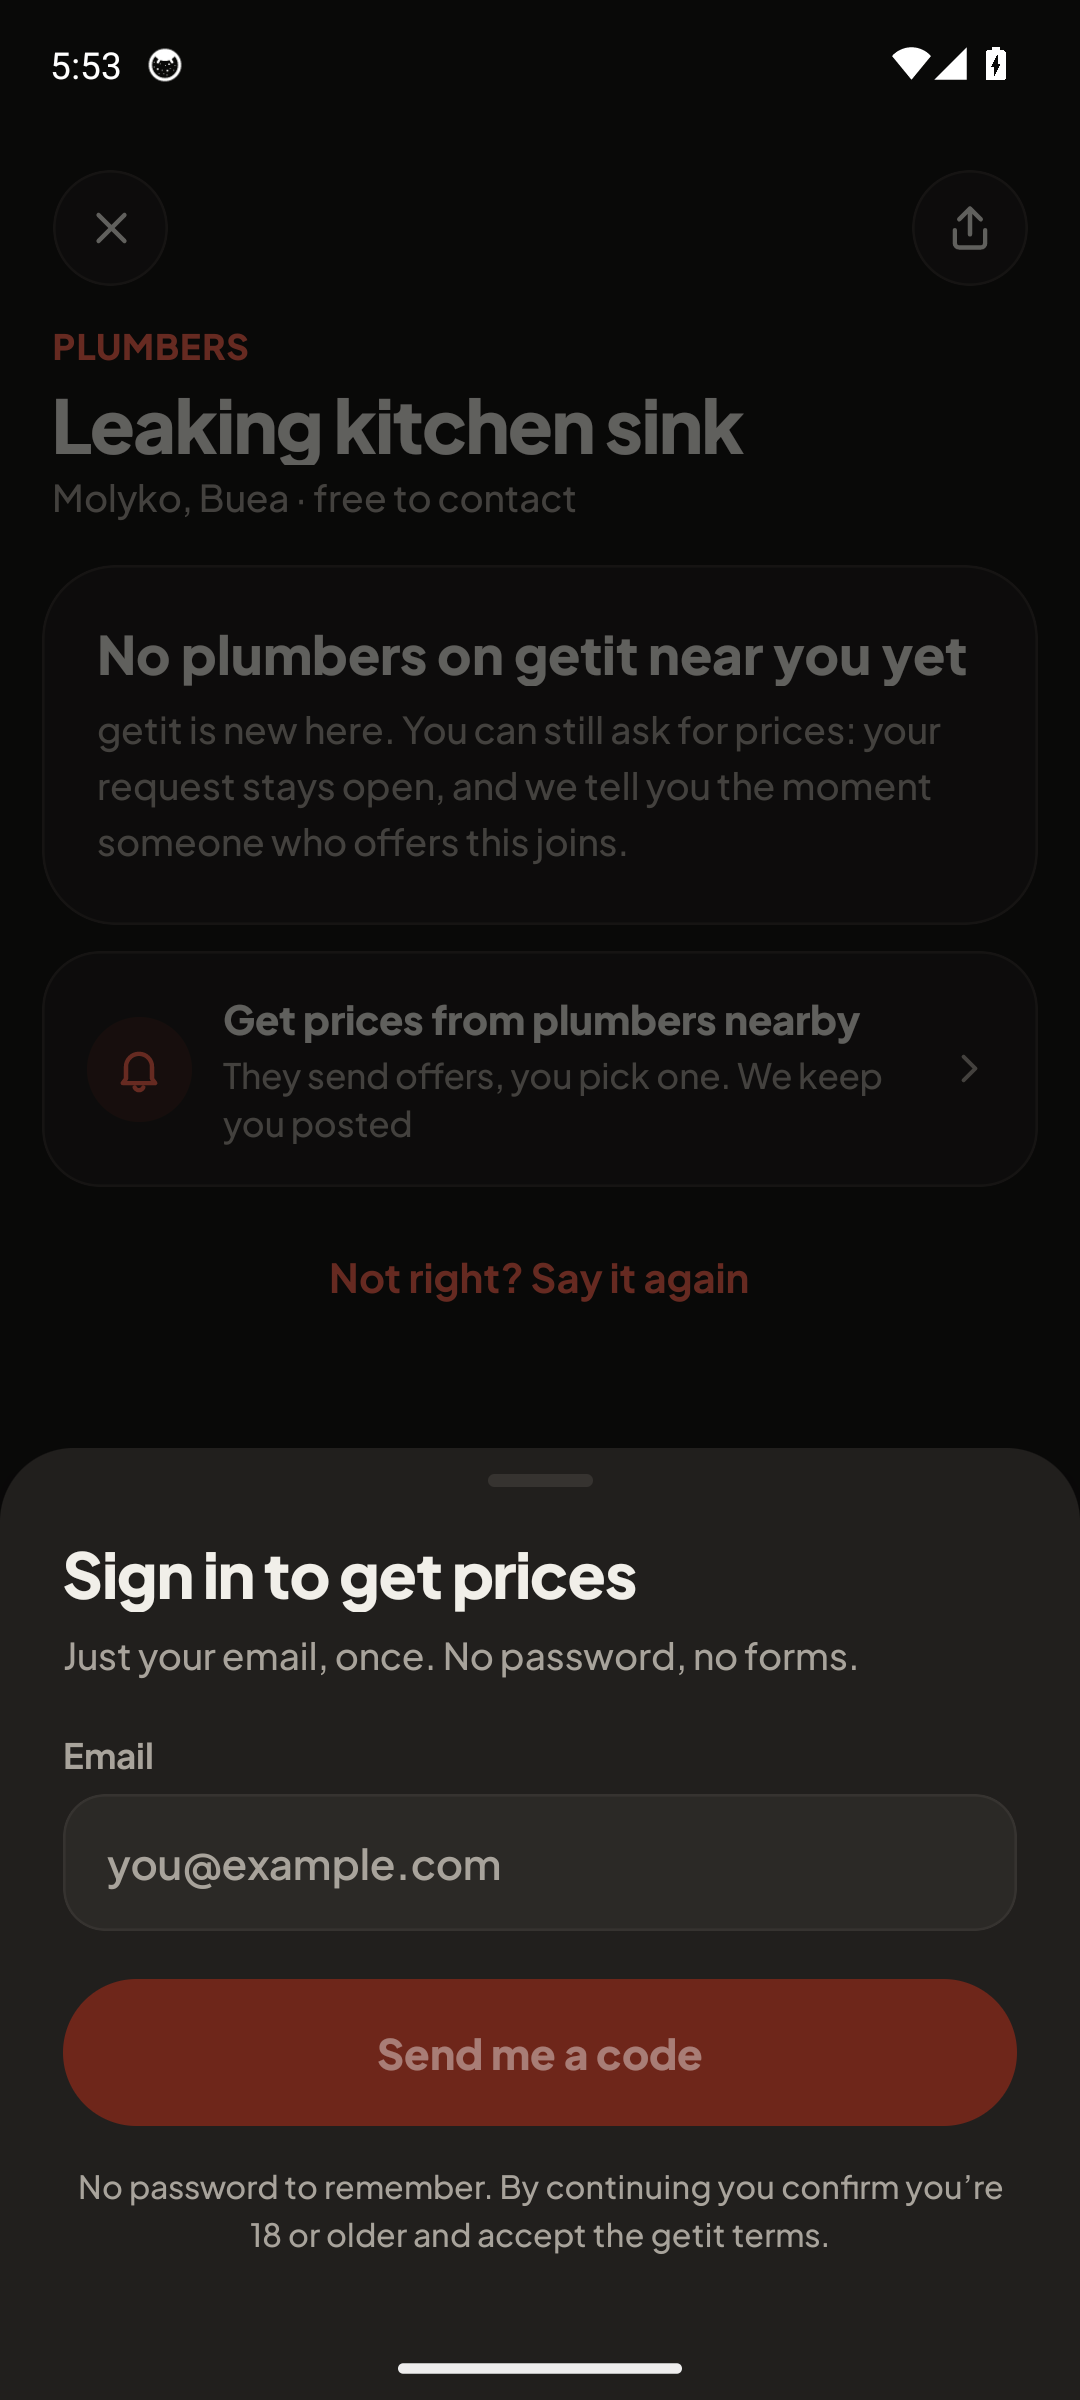 5:53
PLUMBERS
Leaking kitchen sink
Molyko, Buea · free to contact
No plumbers on getit near you yet
getit is new here. You can still ask for prices: your
request stays open, and we tell you the moment
someone who offers this joins.
Get prices from plumbers nearby
They send offers, you pick one. We keep
you posted
Not right? Say it again
Sign in to get prices
Just your email, once. No password, no forms.
Email
you@example.com
Send me a code
No password to remember. By continuing you confirm you’re
18 or older and accept the getit terms.